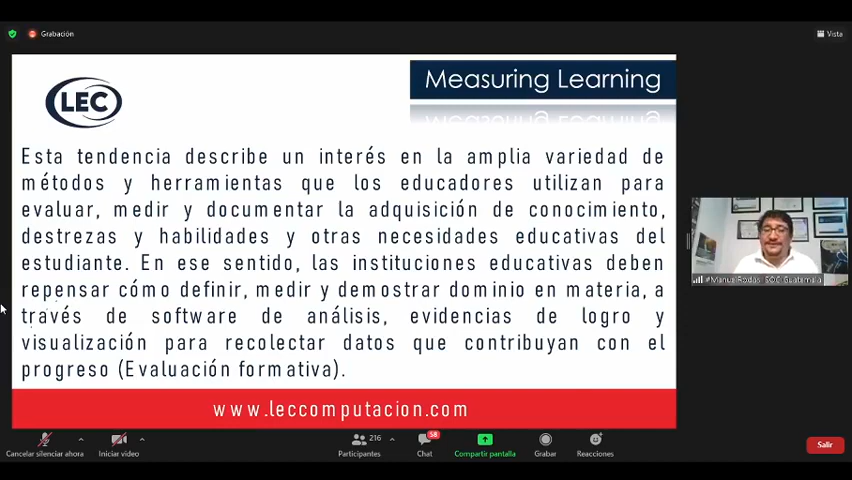 Grabación
Vista
LEC
Measuring Learning
Esta tendencia describe un interés en la amplia variedad de
métodos y herramientas que los educadores utilizan para
evaluar, medir y documentar la adquisición de conocimiento,
destrezas y habilidades y otras necesidades educativas del
estudiante. En ese sentido, las instituciones educativas deben
repensar cómo definir, medir y demostrar dominio en materia, a
través de software de análisis, evidencias de logro y
visualización para recolectar datos que contribuyan con el
progreso (Evaluación formativa).
www.leccomputacion.com
Rodas
Guatemala
Cancelar silenciar ahora
Iniciar video
216
Participantes
58
Chat
Compartir pantalla
Grabar
Reacciones
Salir